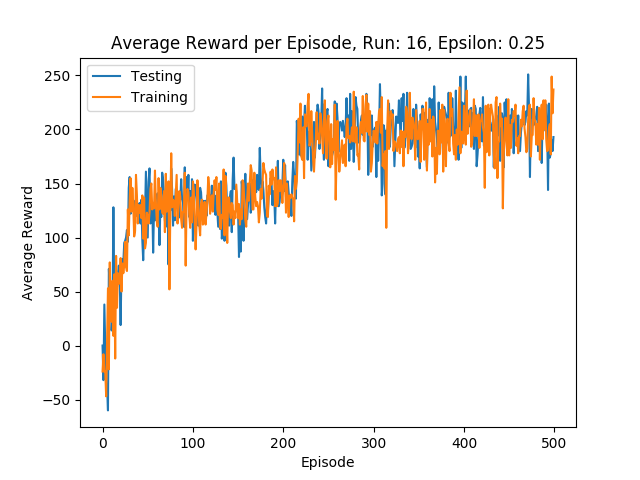 Average Reward per Episode, Run: 16, Epsilon: 0.25
Testing
Training
250
200
150
100
50
0
−50
Average Reward
0 100 200 300 400 500
Episode